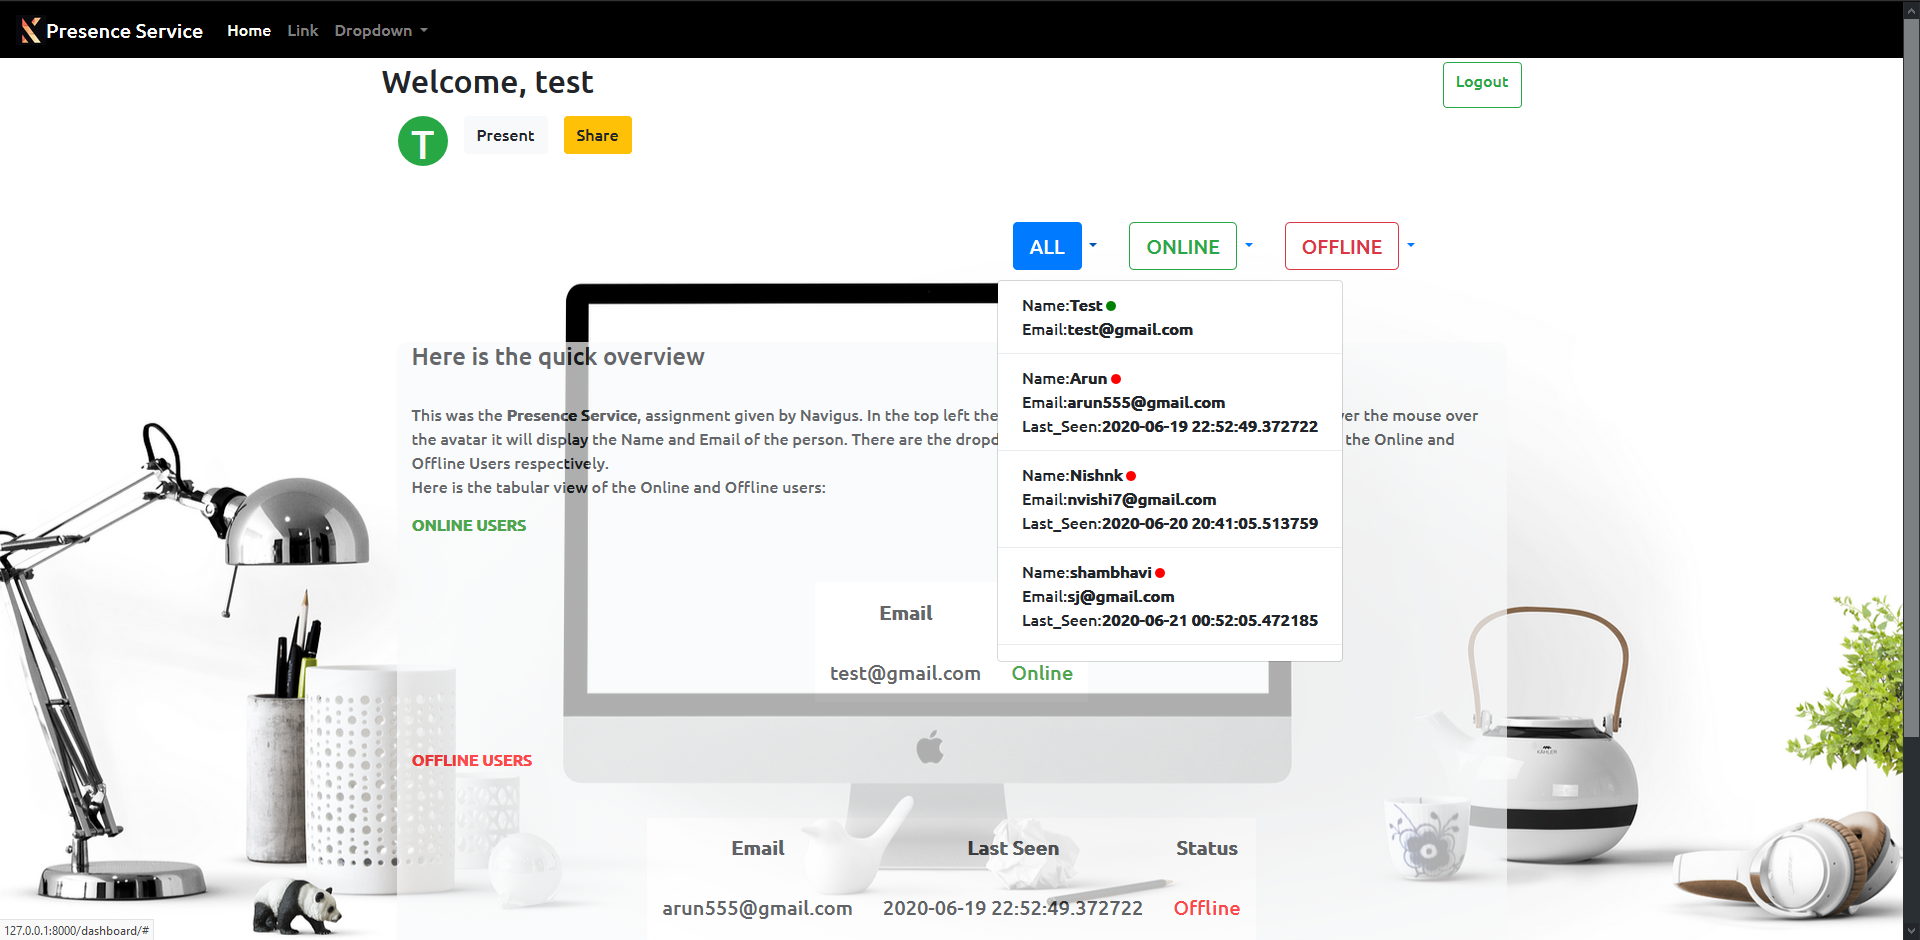 Presence Service Home Link Dropdown
Welcome, test
Logout
T Present Share
ALL ONLINE OFFLINE
Name:Test
Email:test@gmail.com
Name:Arun
Email:arun555@gmail.com
Last_Seen:2020-06-19 22:52:49.372722
Name:Nishnk
Email:nvishi7@gmail.com
Last_Seen:2020-06-20 20:41:05.513759
Name:shambhavi
Email:sj@gmail.com
Last_Seen:2020-06-21 00:52:05.472185
Here is the quick overview
This was the Presence Service, assignment given by Navigus. In the top left the er the mouse over
the avatar it will display the Name and Email of the person. There are the dropd the Online and
Offline Users respectively.
Here is the tabular view of the Online and Offline users:
ONLINE USERS
Email
test@gmail.com Online
OFFLINE USERS
Email Last Seen Status
arun555@gmail.com 2020-06-19 22:52:49.372722 Offline
KÄHLER
127.0.0.1:8000/dashboard/#